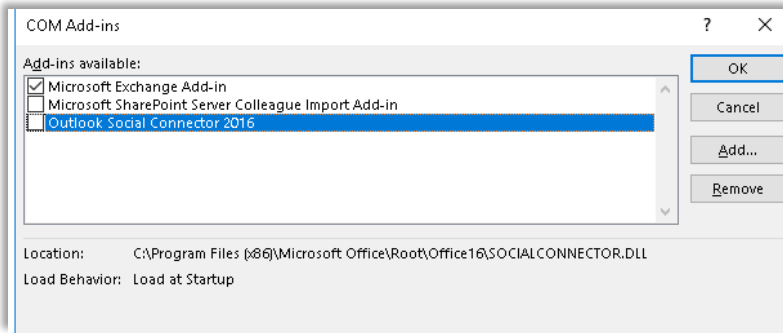 COM Add-ins ? ✕
Add-ins available:
Microsoft Exchange Add-in
Microsoft SharePoint Server Colleague Import Add-in
Outlook Social Connector 2016
OK
Cancel
Add...
Remove
Location: C:\Program Files (x86)\Microsoft Office\Root\Office16\SOCIALCONNECTOR.DLL
Load Behavior: Load at Startup